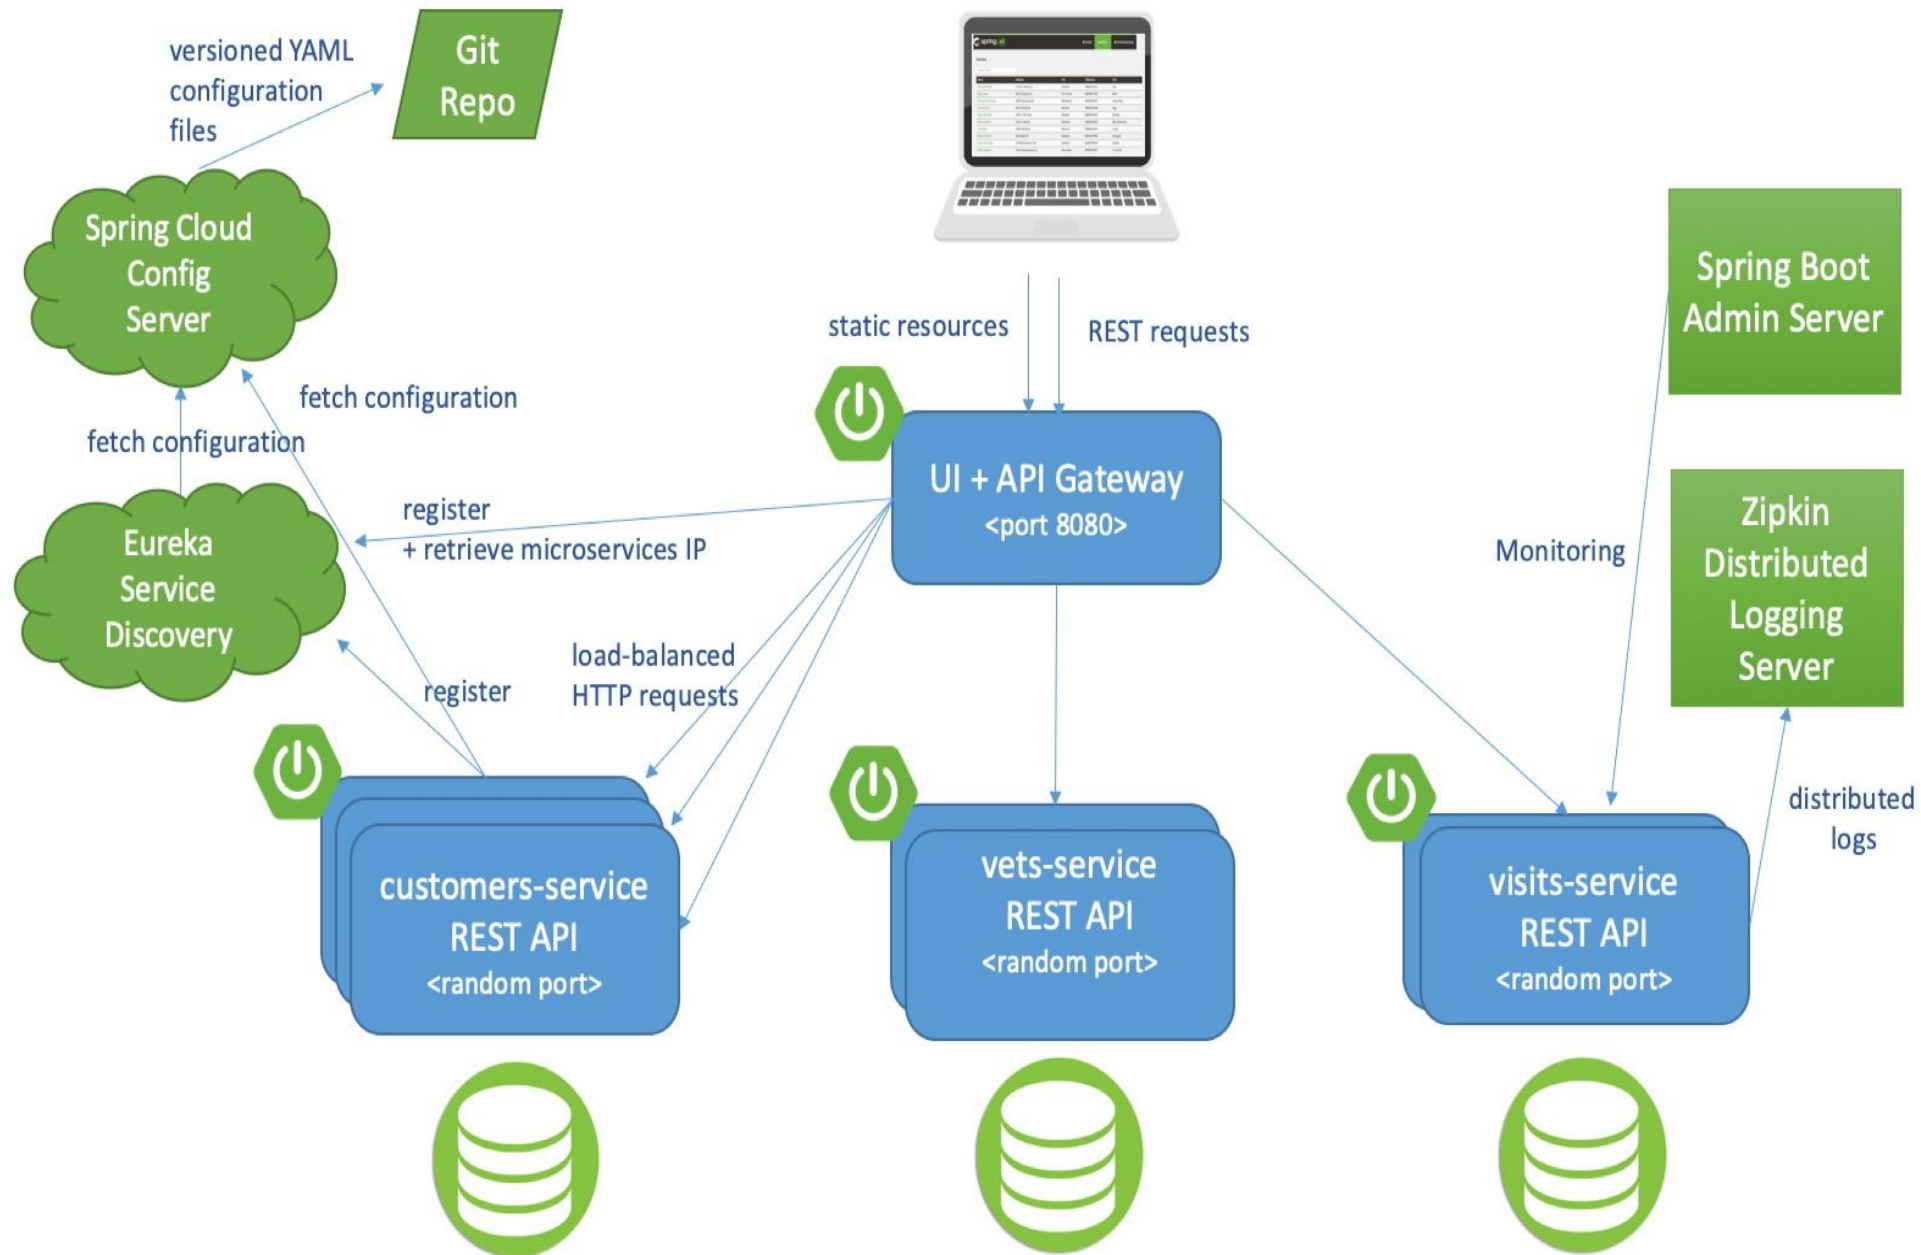 versioned YAML
configuration
files
Git
Repo
spring
Spring Cloud
Config
Server
static resources
REST requests
Spring Boot
Admin Server
fetch configuration
fetch configuration
UI + API Gateway
<port 8080>
register
+ retrieve microservices IP
Eureka
Service
Discovery
Monitoring
Zipkin
Distributed
Logging
Server
load-balanced
HTTP requests
register
distributed
logs
customers-service
REST API
<random port>
vets-service
REST API
<random port>
visits-service
REST API
<random port>